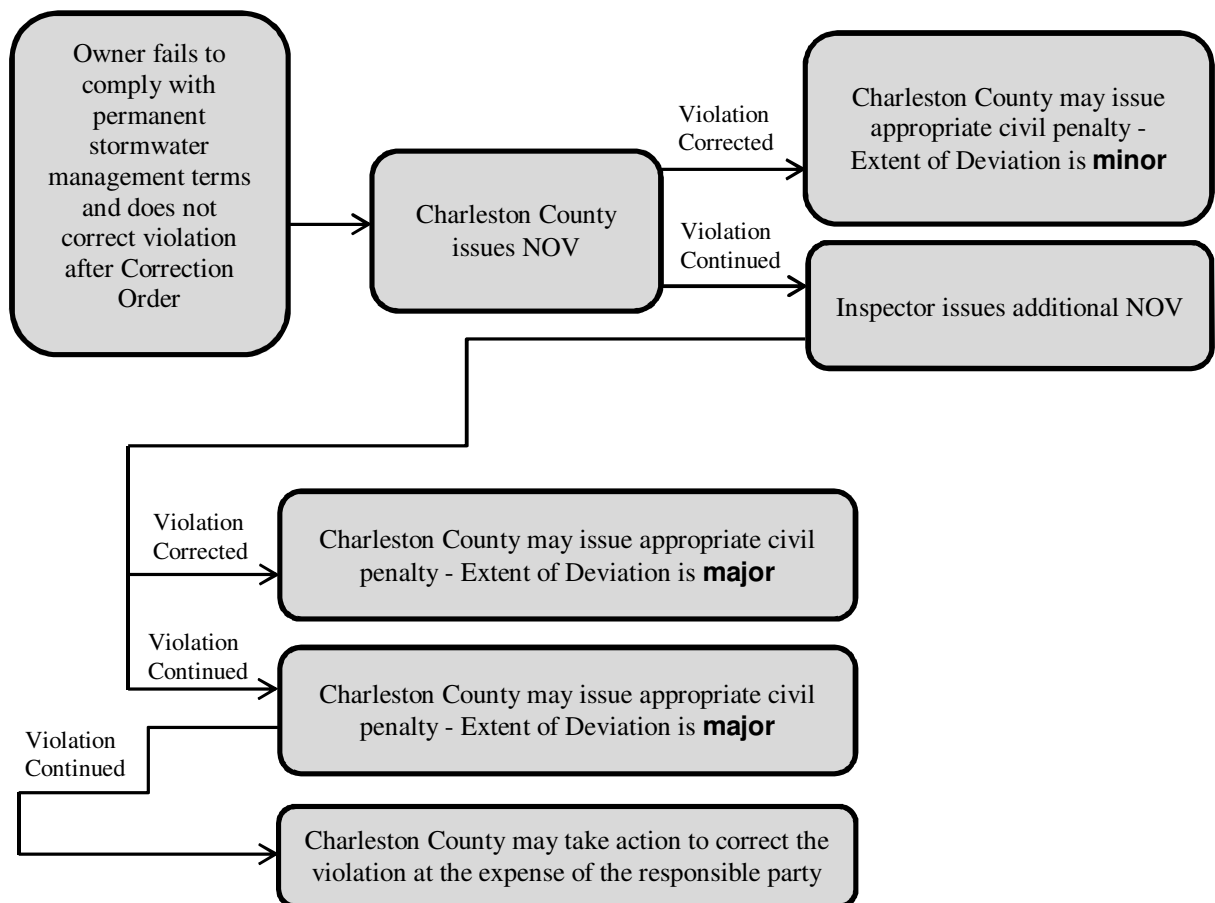 Owner fails to
comply with
permanent
stormwater
management terms
and does not
correct violation
after Correction
Order
Charleston County
issues NOV
Violation
Corrected
Charleston County may issue
appropriate civil penalty -
Extent of Deviation is minor
Violation
Continued
Inspector issues additional NOV
Violation
Corrected
Charleston County may issue appropriate civil
penalty - Extent of Deviation is major
Violation
Continued
Charleston County may issue appropriate civil
penalty - Extent of Deviation is major
Violation
Continued
Charleston County may take action to correct the
violation at the expense of the responsible party